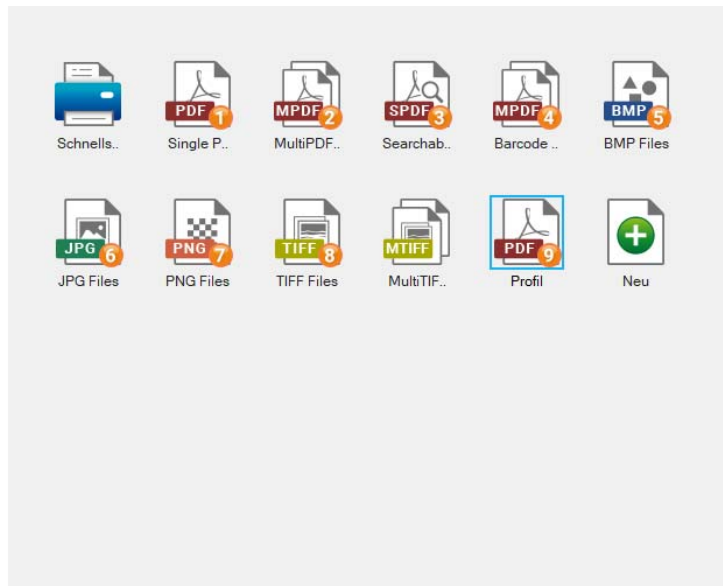 PDF 1
MPDF 2
SPDF 3
MPDF 4
BMP 5
Schnells..
Single P..
MultiPDF..
Searchab..
Barcode ..
BMP Files
JPG 6
PNG 7
TIFF 8
MTIFF
PDF 9
JPG Files
PNG Files
TIFF Files
MultiTIF..
Profil
Neu